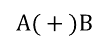 A( + )B